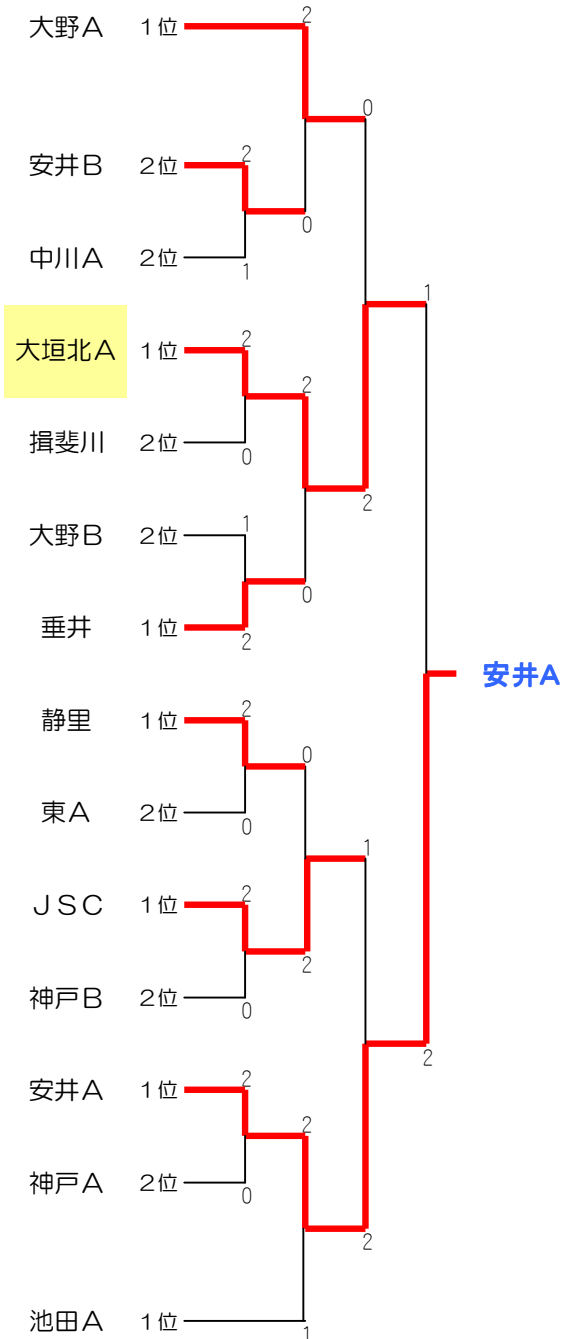 大野A 1位 2
0
安井B 2位 2
0
中川A 2位 1
1
大垣北A 1位 2
2
揖斐川 2位 0
2
大野B 2位 1
0
垂井 1位 2
安井A
静里 1位 2
0
東A 2位 0
1
JSC 1位 2
2
神戸B 2位 0
2
安井A 1位 2
2
神戸A 2位 0
2
池田A 1位 1